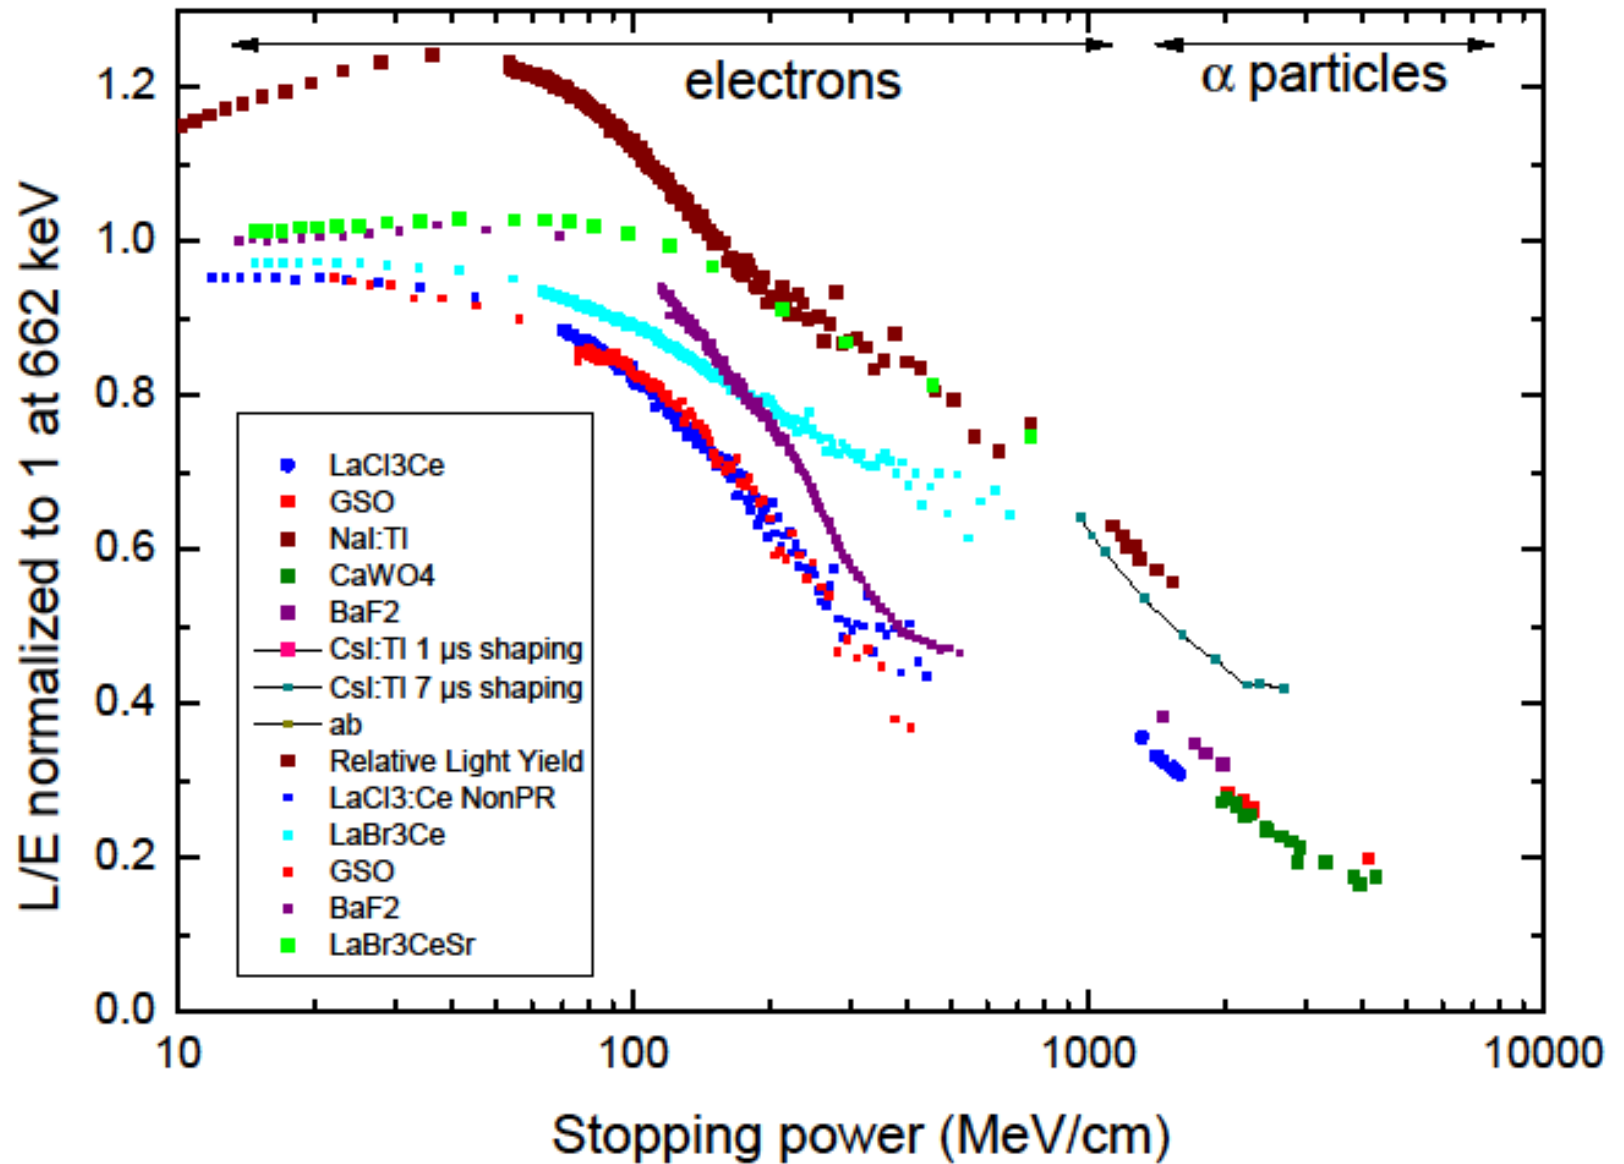 electrons
α particles
1.2
1.0
0.8
0.6
0.4
0.2
0.0
L/E normalized to 1 at 662 keV
LaCl3Ce
GSO
NaI:Tl
CaWO4
BaF2
CsI:Tl 1 μs shaping
CsI:Tl 7 μs shaping
ab
Relative Light Yield
LaCl3:Ce NonPR
LaBr3Ce
GSO
BaF2
LaBr3CeSr
10 100 1000 10000
Stopping power (MeV/cm)